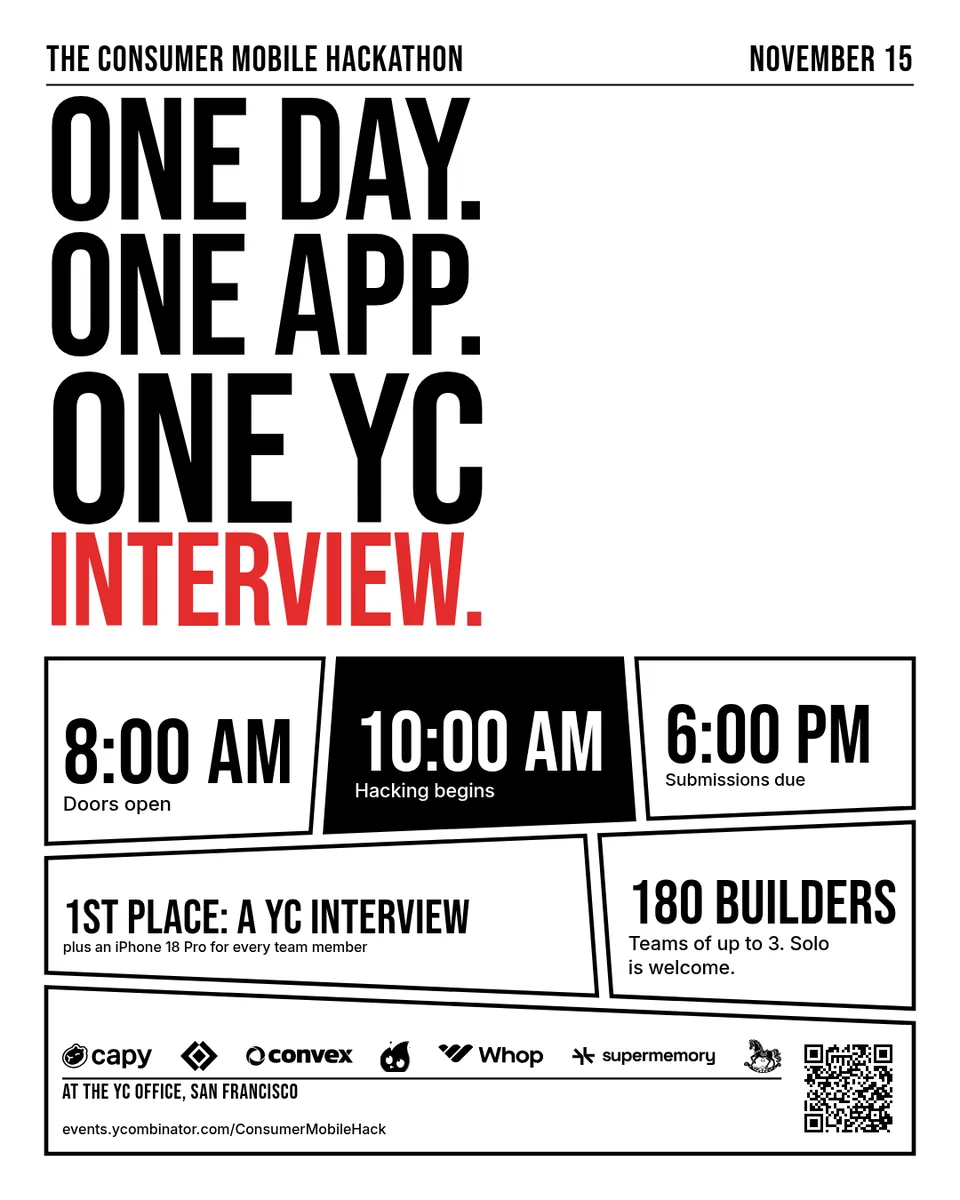 THE CONSUMER MOBILE HACKATHON
NOVEMBER 15
ONE DAY.
ONE APP.
ONE YC
INTERVIEW.
8:00 AM
Doors open
10:00 AM
Hacking begins
6:00 PM
Submissions due
1ST PLACE: A YC INTERVIEW
plus an iPhone 18 Pro for every team member
180 BUILDERS
Teams of up to 3. Solo
is welcome.
capy
convex
Whop
supermemory
AT THE YC OFFICE, SAN FRANCISCO
events.ycombinator.com/ConsumerMobileHack